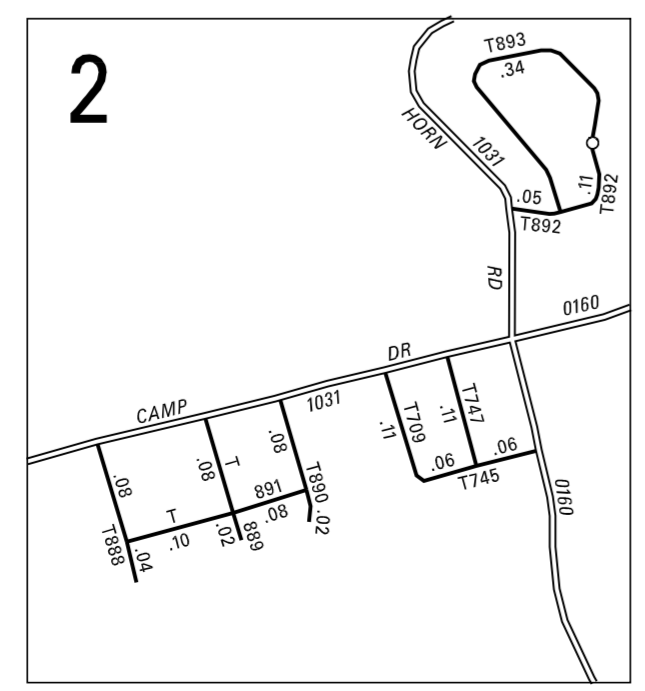 2
T893
.34
HORN
1031
.11
T892
.05
T892
RD
0160
DR
CAMP
1031
T709
.11
T747
.11
.06
.06
T745
0160
.08
T
.08
.08
T890
891
.08
.02
T
.10
.02
889
T888
.04